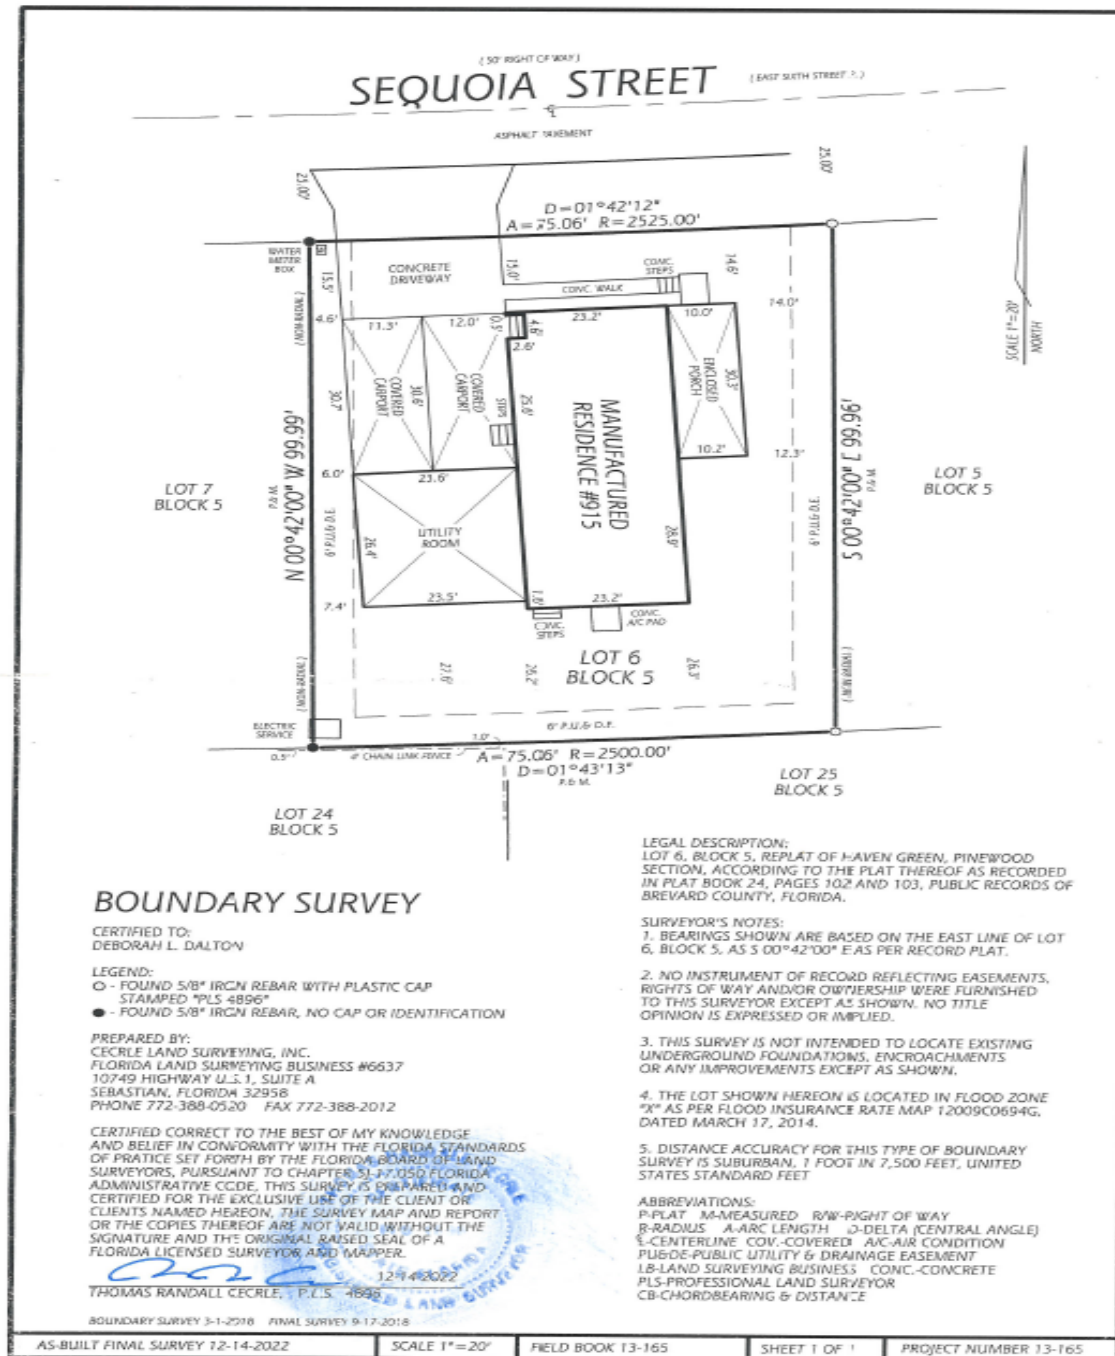 ( 50' RIGHT OF WAY )
SEQUOIA STREET
( EAST SIXTH STREET P. )
ASPHALT PAVEMENT
25.00'
25.00'
D=01°42'12"
A=75.06' R=2525.00'
WATER
METER
BOX
CONCRETE
DRIVEWAY
15.5'
15.0'
CONC.
STEPS
14.6'
CONC. WALK
14.0'
( NON-RADIAL )
4.6'
11.3'
12.0'
0.5'
4.6'
23.2'
10.0'
2.6'
SCALE 1"=20'
NORTH
COVERED
CARPORT
COVERED
CARPORT
30.7'
30.6'
STEPS
25.6'
MANUFACTURED
RESIDENCE #915
ENCLOSED
PORCH
30.3'
10.2'
12.3'
6.0'
23.6'
LOT 7
BLOCK 5
N 00°42'00" W 99.99'
P.& M.
6' P.U.& D.E.
UTILITY
ROOM
26.4'
28.9'
6' P.U.& D.E.
S 00°42'00" E 99.96'
P.& M.
LOT 5
BLOCK 5
7.4'
23.5'
1.8'
23.2'
CONC.
STEPS
CONC.
A/C PAD
LOT 6
BLOCK 5
27.6'
26.2'
26.3'
( NON-RADIAL )
ELECTRIC
SERVICE
6' P.U.& D.E.
0.5'
4' CHAIN LINK FENCE
1.0'
A=75.06' R=2500.00'
D=01°43'13"
P.& M.
LOT 25
BLOCK 5
LOT 24
BLOCK 5
BOUNDARY SURVEY
CERTIFIED TO:
DEBORAH L. DALTON
LEGEND:
O - FOUND 5/8" IRON REBAR WITH PLASTIC CAP
STAMPED "PLS 4896"
● - FOUND 5/8" IRON REBAR, NO CAP OR IDENTIFICATION
PREPARED BY:
CECRLE LAND SURVEYING, INC.
FLORIDA LAND SURVEYING BUSINESS #6637
10749 HIGHWAY U.S.1, SUITE A
SEBASTIAN, FLORIDA 32958
PHONE 772-388-0520 FAX 772-388-2012
CERTIFIED CORRECT TO THE BEST OF MY KNOWLEDGE
AND BELIEF IN CONFORMITY WITH THE FLORIDA STANDARDS
OF PRATICE SET FORTH BY THE FLORIDA BOARD OF LAND
SURVEYORS, PURSUANT TO CHAPTER 5J-17.050 FLORIDA
ADMINISTRATIVE CODE, THIS SURVEY IS PREPARED AND
CERTIFIED FOR THE EXCLUSIVE USE OF THE CLIENT OR
CLIENTS NAMED HEREON, THE SURVEY MAP AND REPORT
OR THE COPIES THEREOF ARE NOT VALID WITHOUT THE
SIGNATURE AND THE ORIGINAL RAISED SEAL OF A
FLORIDA LICENSED SURVEYOR AND MAPPER.
12-14-2022
THOMAS RANDALL CECRLE, P.L.S. 4896
BOUNDARY SURVEY 3-1-2018 FINAL SURVEY 9-17-2018
LEGAL DESCRIPTION:
LOT 6, BLOCK 5, REPLAT OF HAVEN GREEN, PINEWOOD
SECTION, ACCORDING TO THE PLAT THEREOF AS RECORDED
IN PLAT BOOK 24, PAGES 102 AND 103, PUBLIC RECORDS OF
BREVARD COUNTY, FLORIDA.
SURVEYOR'S NOTES:
1. BEARINGS SHOWN ARE BASED ON THE EAST LINE OF LOT
6, BLOCK 5, AS S 00°42'00" E AS PER RECORD PLAT.
2. NO INSTRUMENT OF RECORD REFLECTING EASEMENTS,
RIGHTS OF WAY AND/OR OWNERSHIP WERE FURNISHED
TO THIS SURVEYOR EXCEPT AS SHOWN. NO TITLE
OPINION IS EXPRESSED OR IMPLIED.
3. THIS SURVEY IS NOT INTENDED TO LOCATE EXISTING
UNDERGROUND FOUNDATIONS, ENCROACHMENTS
OR ANY IMPROVEMENTS EXCEPT AS SHOWN.
4. THE LOT SHOWN HEREON IS LOCATED IN FLOOD ZONE
"X" AS PER FLOOD INSURANCE RATE MAP 12009C0694G,
DATED MARCH 17, 2014.
5. DISTANCE ACCURACY FOR THIS TYPE OF BOUNDARY
SURVEY IS SUBURBAN, 1 FOOT IN 7,500 FEET, UNITED
STATES STANDARD FEET
ABBREVIATIONS:
P-PLAT M-MEASURED R/W-RIGHT OF WAY
R-RADIUS A-ARC LENGTH D-DELTA (CENTRAL ANGLE)
℄-CENTERLINE COV.-COVERED A/C-AIR CONDITION
PU&DE-PUBLIC UTILITY & DRAINAGE EASEMENT
LB-LAND SURVEYING BUSINESS CONC.-CONCRETE
PLS-PROFESSIONAL LAND SURVEYOR
CB-CHORDBEARING & DISTANCE
AS-BUILT FINAL SURVEY 12-14-2022
SCALE 1"=20'
FIELD BOOK 13-165
SHEET 1 OF 1
PROJECT NUMBER 13-165